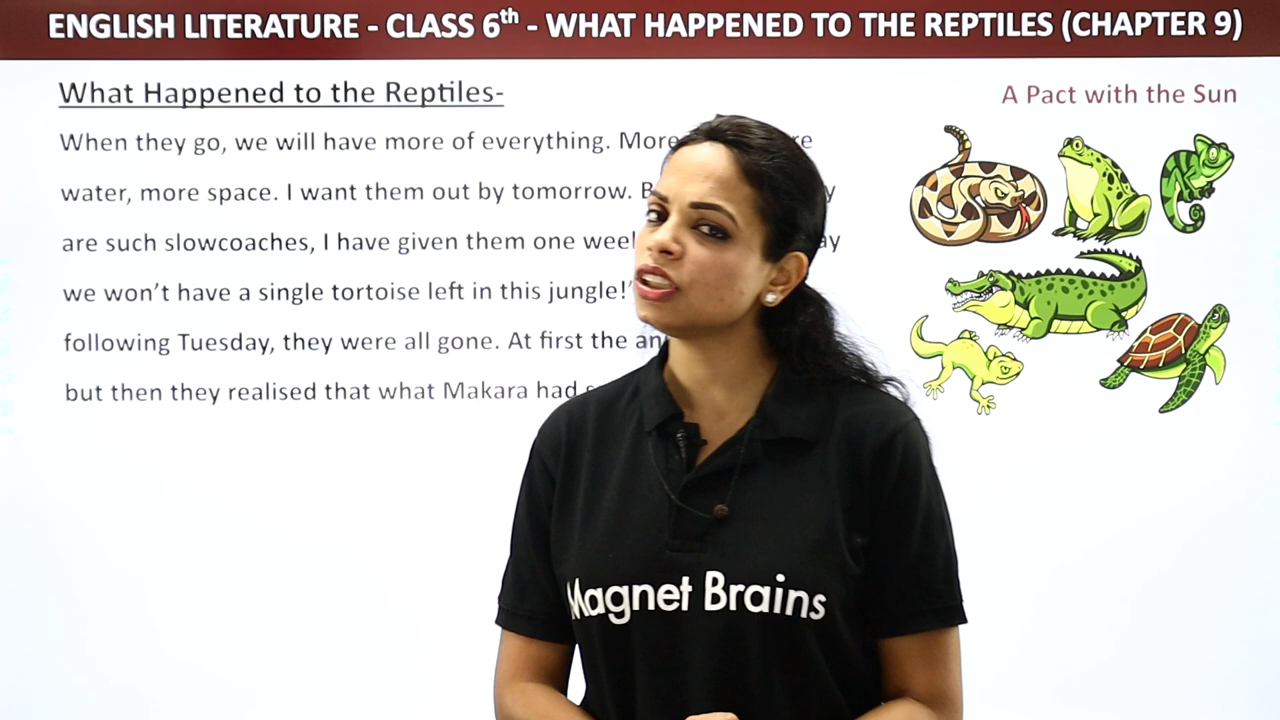 ENGLISH LITERATURE - CLASS 6th - WHAT HAPPENED TO THE REPTILES (CHAPTER 9)
What Happened to the Reptiles-
A Pact with the Sun
When they go, we will have more of everything. More
water, more space. I want them out by tomorrow.
are such slowcoaches, I have given them one
we won't have a single tortoise left in this jungle!'
following Tuesday, they were all gone. At first the
but then they realised that what Makara had
Magnet Brains